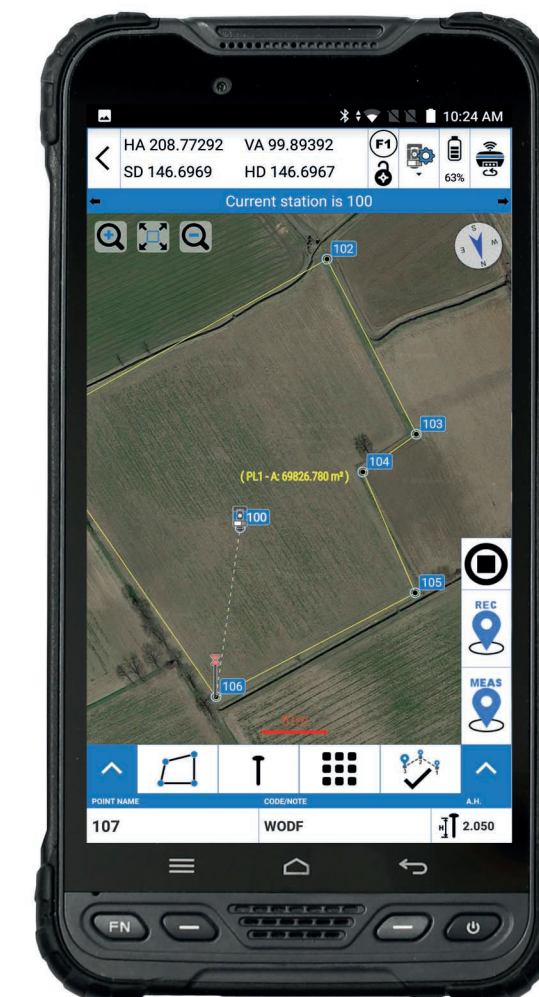 10:24 AM
HA 208.77292 VA 99.89392
F1
SD 146.6969 HD 146.6967
63%
Current station is 100
102
S
W
E
N
103
104
( PL1 - A: 69826.780 m² )
100
105
REC
106
MEAS
POINT NAME CODE/NOTE A.H.
107 WODF H 2.050
FN